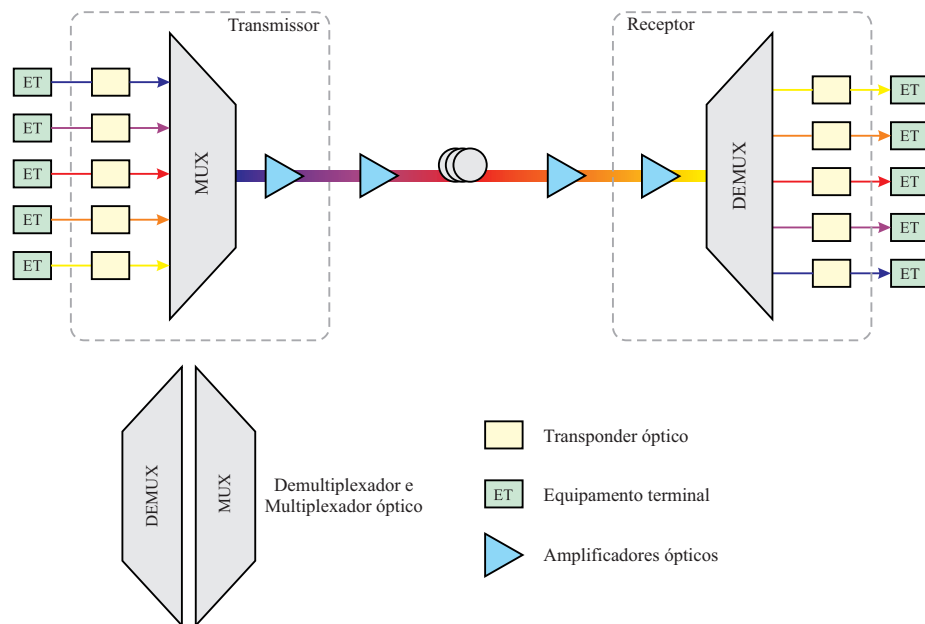 Transmissor
Receptor
ET
ET
ET
ET
ET
MUX
DEMUX
ET
ET
ET
ET
ET
DEMUX
MUX
Demultiplexador e
Multiplexador óptico
Transponder óptico
ET
Equipamento terminal
Amplificadores ópticos